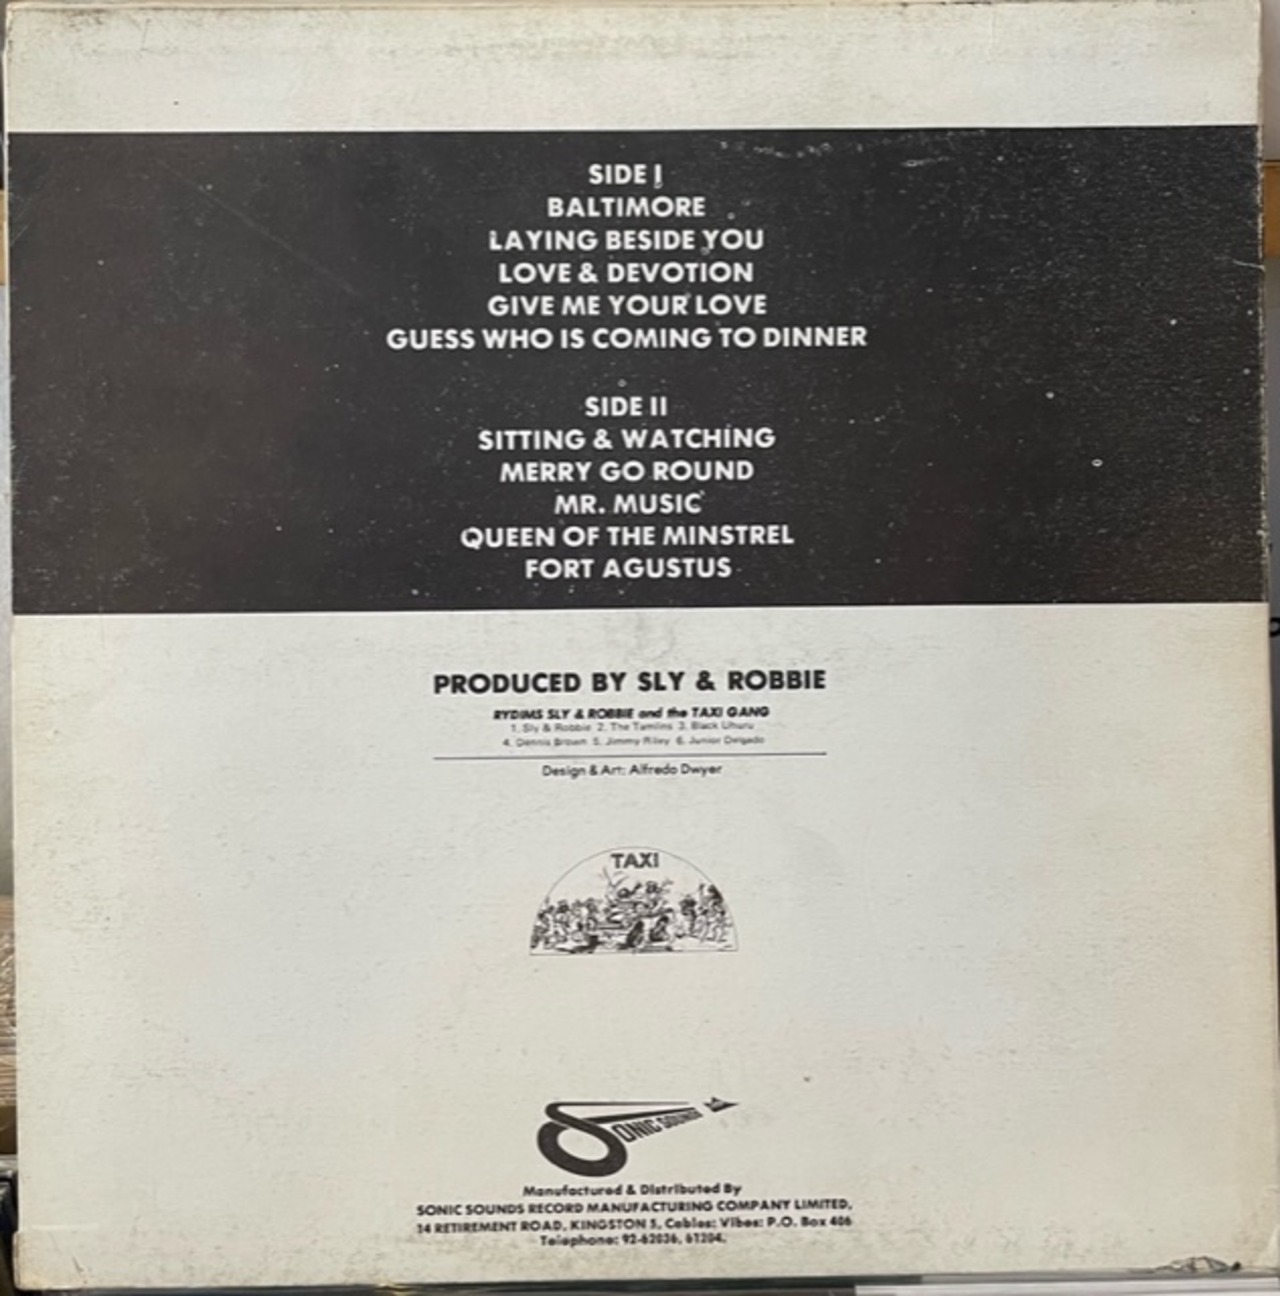 SIDE I
BALTIMORE
LAYING BESIDE YOU
LOVE & DEVOTION
GIVE ME YOUR LOVE
GUESS WHO IS COMING TO DINNER
SIDE II
SITTING & WATCHING
MERRY GO ROUND
MR. MUSIC
QUEEN OF THE MINSTREL
FORT AGUSTUS
PRODUCED BY SLY & ROBBIE
RYDIMS SLY & ROBBIE and the TAXI GANG
1. Sly & Robbie 2. The Tamlins 3. Black Uhuru
4. Dennis Brown 5. Jimmy Riley 6. Junior Delgado
Design & Art: Alfredo Dwyer
TAXI
SONIC SOUNDS
Manufactured & Distributed By
SONIC SOUNDS RECORD MANUFACTURING COMPANY LIMITED,
14 RETIREMENT ROAD, KINGSTON 5, Cables: Vibes: P.O. Box 406
Telephone: 92-62036, 61204.